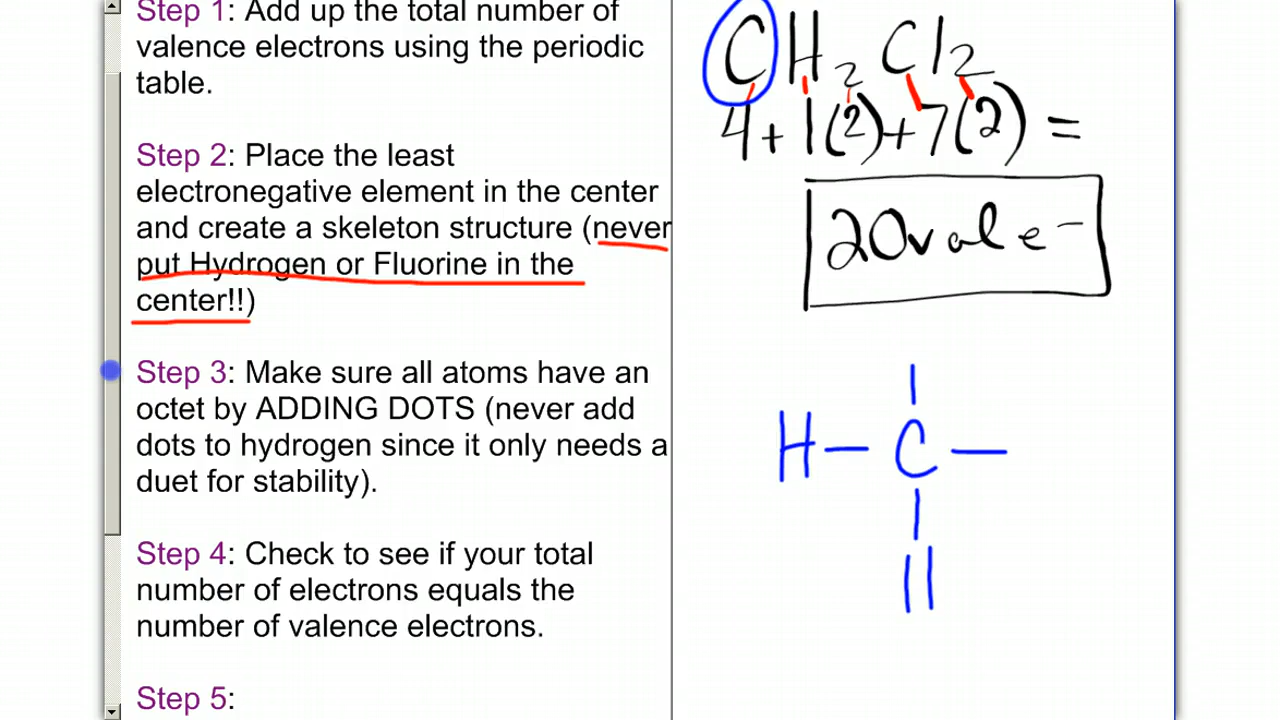 Step 1: Add up the total number of
valence electrons using the periodic
table.
Step 2: Place the least
electronegative element in the center
and create a skeleton structure (never
put Hydrogen or Fluorine in the
center!!)
Step 3: Make sure all atoms have an
octet by ADDING DOTS (never add
dots to hydrogen since it only needs a
duet for stability).
Step 4: Check to see if your total
number of electrons equals the
number of valence electrons.
Step 5:
CH2Cl2
4+1(2)+7(2) =
20 val e-
H-C-